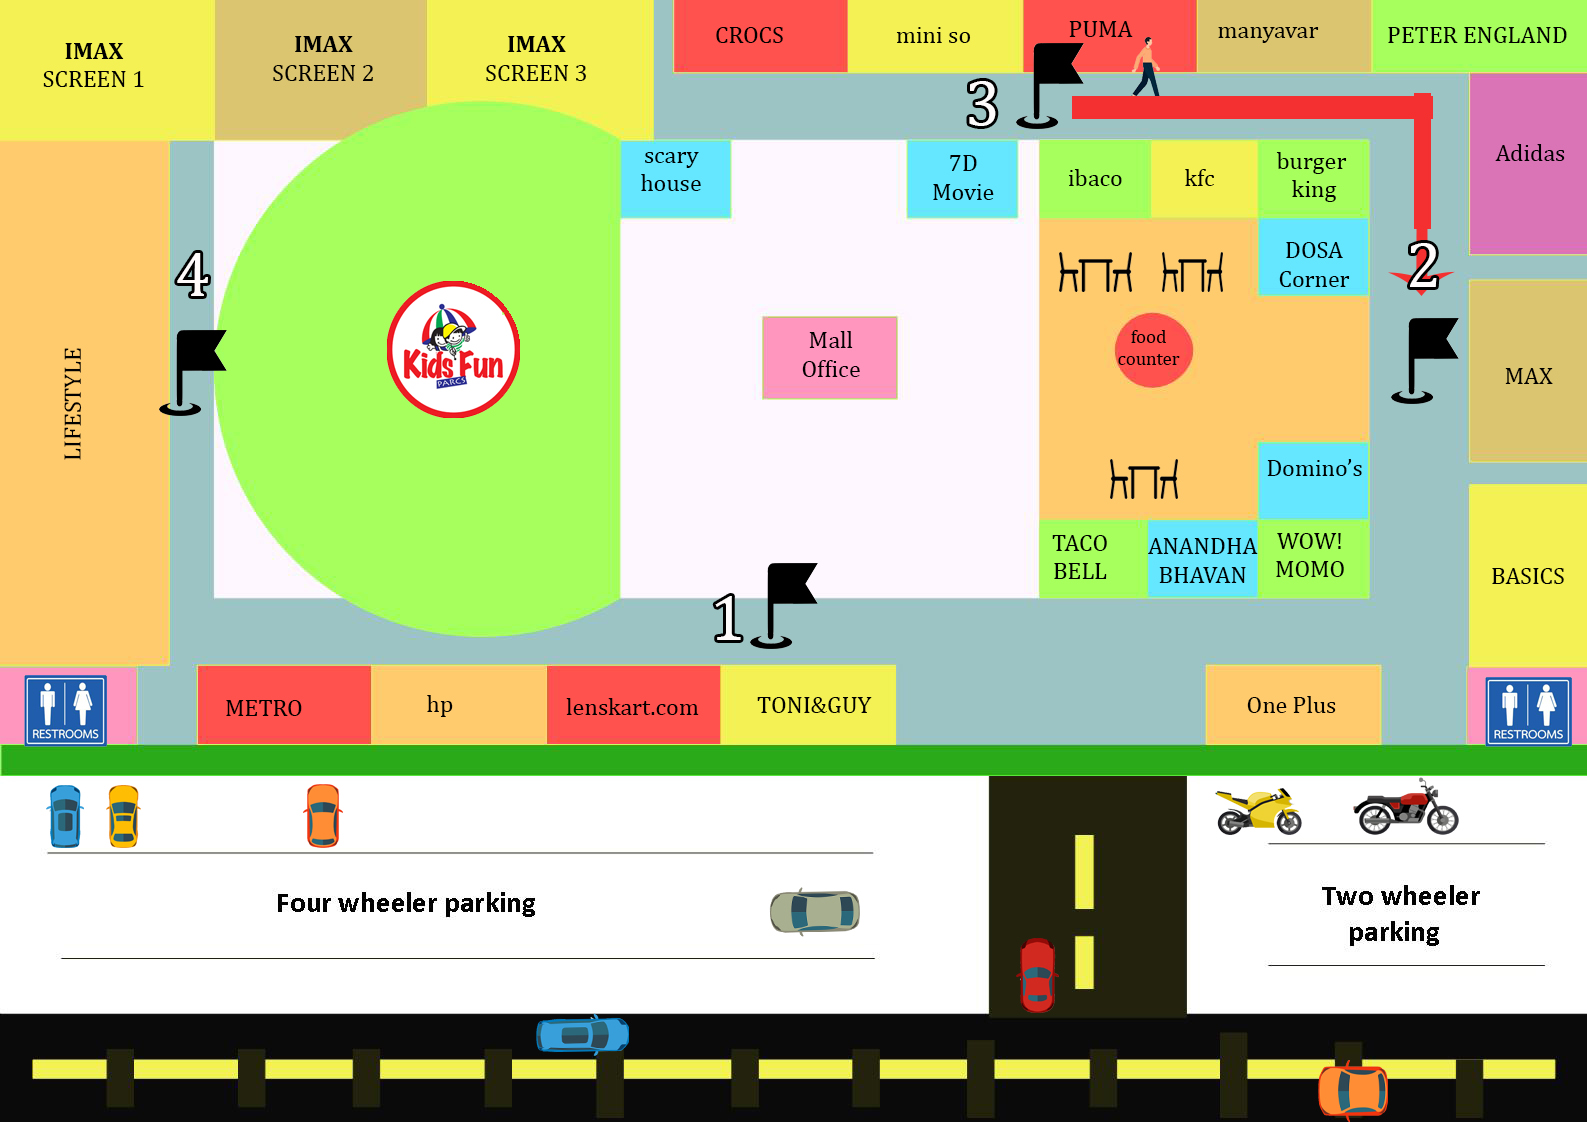 IMAX
SCREEN 1
IMAX
SCREEN 2
IMAX
SCREEN 3
CROCS
mini so
PUMA
manyavar
PETER ENGLAND
3
scary
house
7D
Movie
ibaco
kfc
burger
king
Adidas
4
DOSA
Corner
2
Kids Fun
PARCS
Mall
Office
food
counter
LIFESTYLE
MAX
Domino's
TACO
BELL
ANANDHA
BHAVAN
WOW!
MOMO
BASICS
1
RESTROOMS
METRO
hp
lenskart.com
TONI&GUY
One Plus
RESTROOMS
Four wheeler parking
Two wheeler
parking